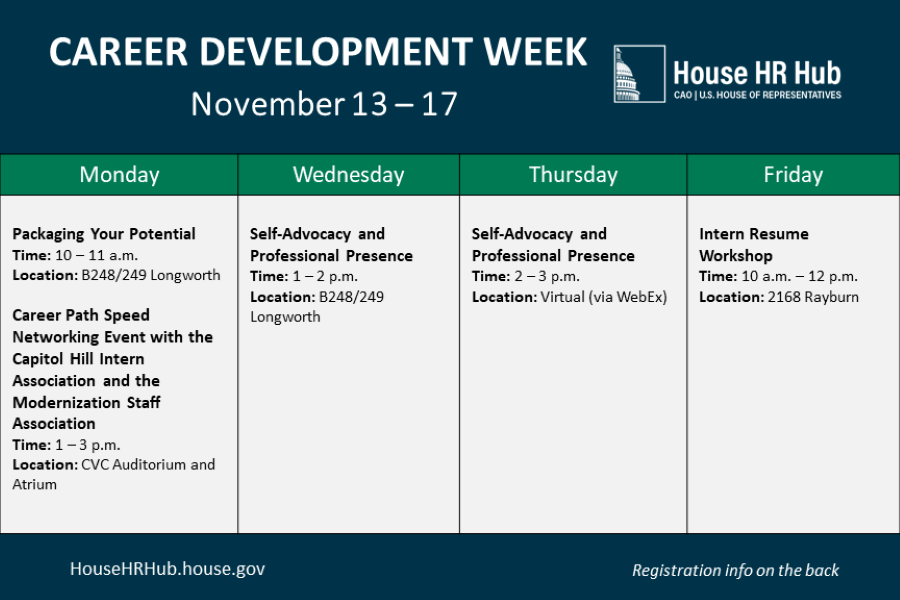 CAREER DEVELOPMENT WEEK
November 13 – 17
House HR Hub
CAO | U.S. HOUSE OF REPRESENTATIVES
Monday
Packaging Your Potential
Time: 10 – 11 a.m.
Location: B248/249 Longworth
Career Path Speed
Networking Event with the
Capitol Hill Intern
Association and the
Modernization Staff
Association
Time: 1 – 3 p.m.
Location: CVC Auditorium and
Atrium
Wednesday
Self-Advocacy and
Professional Presence
Time: 1 – 2 p.m.
Location: B248/249
Longworth
Thursday
Self-Advocacy and
Professional Presence
Time: 2 – 3 p.m.
Location: Virtual (via WebEx)
Friday
Intern Resume
Workshop
Time: 10 a.m. – 12 p.m.
Location: 2168 Rayburn
HouseHRHub.house.gov
Registration info on the back